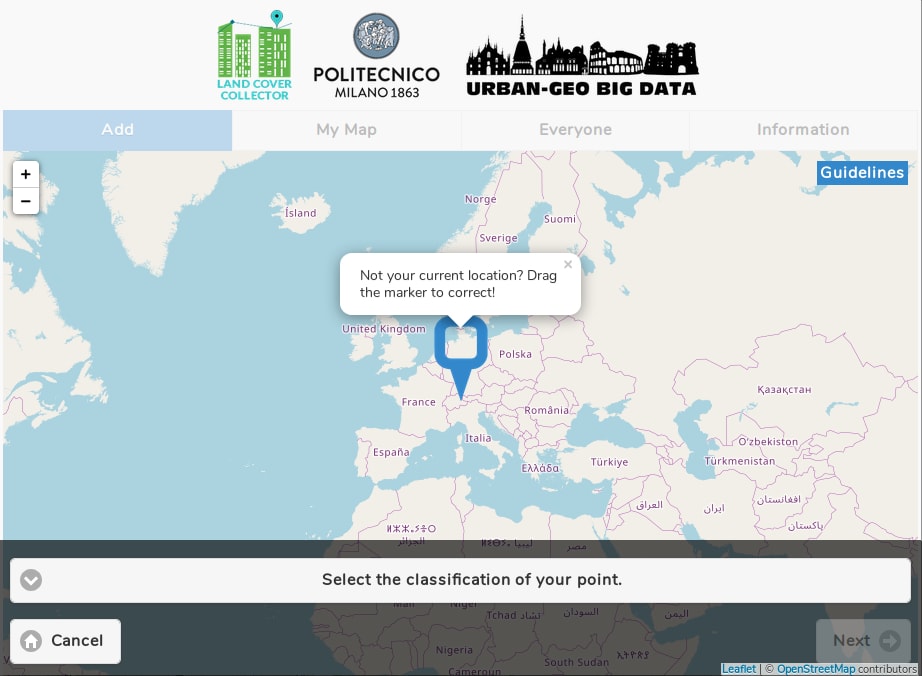 LAND COVER
COLLECTOR
POLITECNICO
MILANO 1863
URBAN-GEO BIG DATA
Add
My Map
Everyone
Information
+
-
Guidelines
Norge
Ísland
Suomi
Sverige
Not your current location? Drag
the marker to correct!
×
United Kingdom
Polska
Қазақстан
France
România
Italia
O'zbekiston
España
Türkiye
Türkmenistan
Ελλάδα
العراق
ایران
افغانستان
پاکستان
الجزائر
ليبيا
مصر
Select the classification of your point.
Mali
Niger
Tchad تشاد
السودان
اليمن
Cancel
Next
Nigeria
South Sudan
Cameroun
Leaflet | © OpenStreetMap contributors